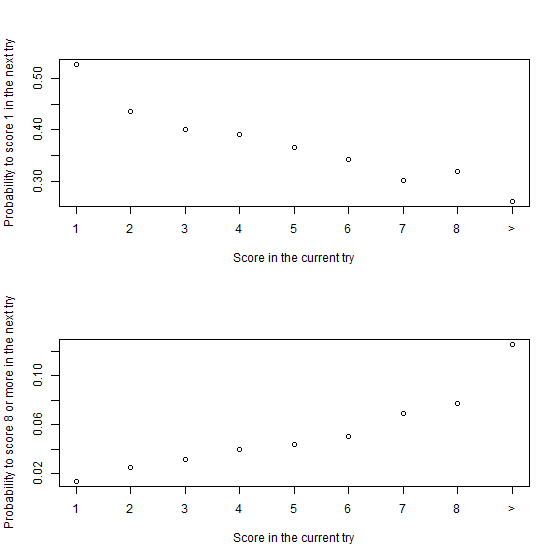 Probability to score 1 in the next try
0.50
0.40
0.30
1 2 3 4 5 6 7 8 >
Score in the current try
Probability to score 8 or more in the next try
0.10
0.06
0.02
1 2 3 4 5 6 7 8 >
Score in the current try